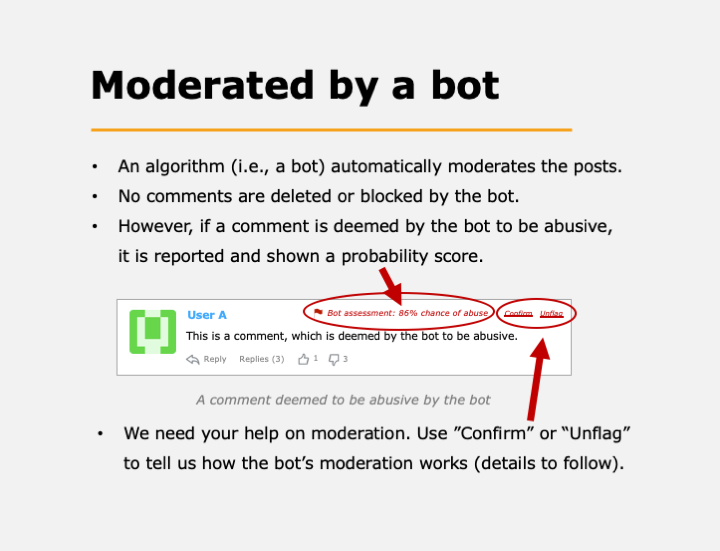 Moderated by a bot
• An algorithm (i.e., a bot) automatically moderates the posts.
• No comments are deleted or blocked by the bot.
• However, if a comment is deemed by the bot to be abusive,
it is reported and shown a probability score.
User A
Bot assessment: 86% chance of abuse
Confirm Unflag
This is a comment, which is deemed by the bot to be abusive.
Reply Replies (3) 1 3
A comment deemed to be abusive by the bot
• We need your help on moderation. Use ”Confirm” or “Unflag”
to tell us how the bot’s moderation works (details to follow).